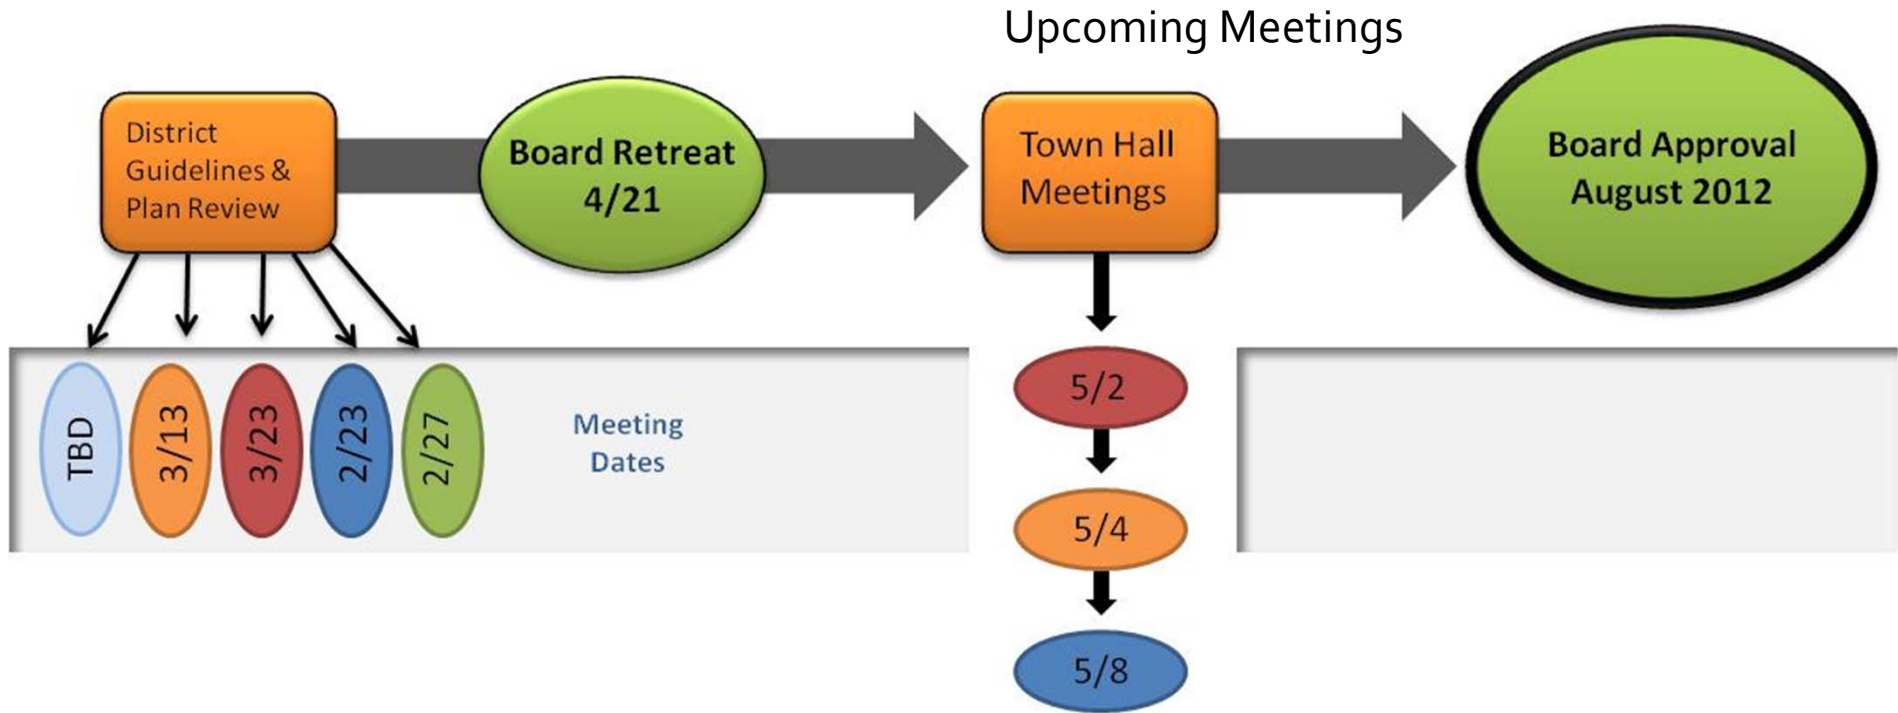 Upcoming Meetings
District
Guidelines &
Plan Review
Board Retreat
4/21
Town Hall
Meetings
Board Approval
August 2012
TBD
3/13
3/23
2/23
2/27
Meeting
Dates
5/2
5/4
5/8